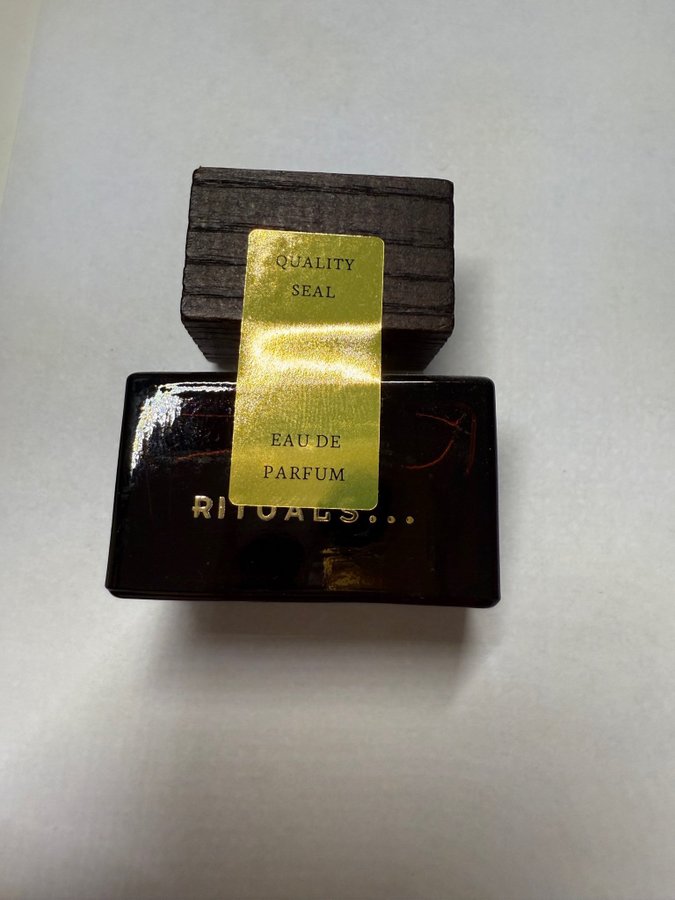 QUALITY
SEAL
EAU DE
PARFUM
RITUALS...